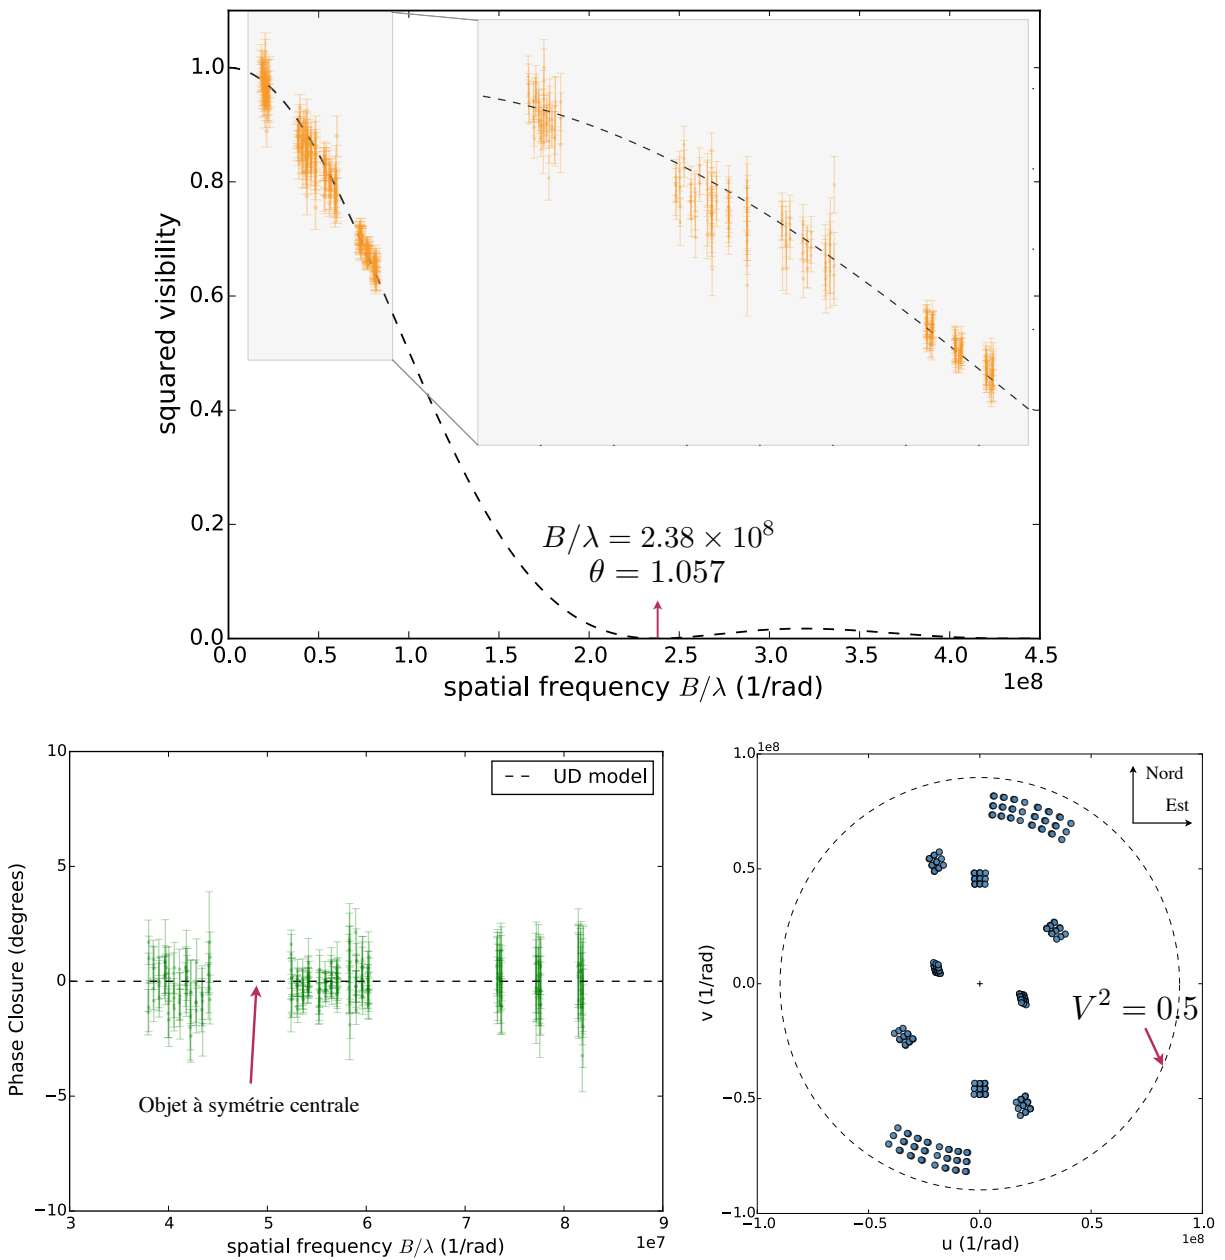 1.0
0.8
0.6
0.4
0.2
0.0
squared visibility
B/λ = 2.38 × 10⁸
θ = 1.057
0.0 0.5 1.0 1.5 2.0 2.5 3.0 3.5 4.0 4.5
1e8
spatial frequency B/λ (1/rad)
10
5
0
−5
−10
Phase Closure (degrees)
UD model
Objet à symétrie centrale
3 4 5 6 7 8 9
1e7
spatial frequency B/λ (1/rad)
1e8
1.0
0.5
0.0
−0.5
−1.0
v (1/rad)
Nord
Est
V² = 0.5
−1.0 −0.5 0.0 0.5 1.0
1e8
u (1/rad)